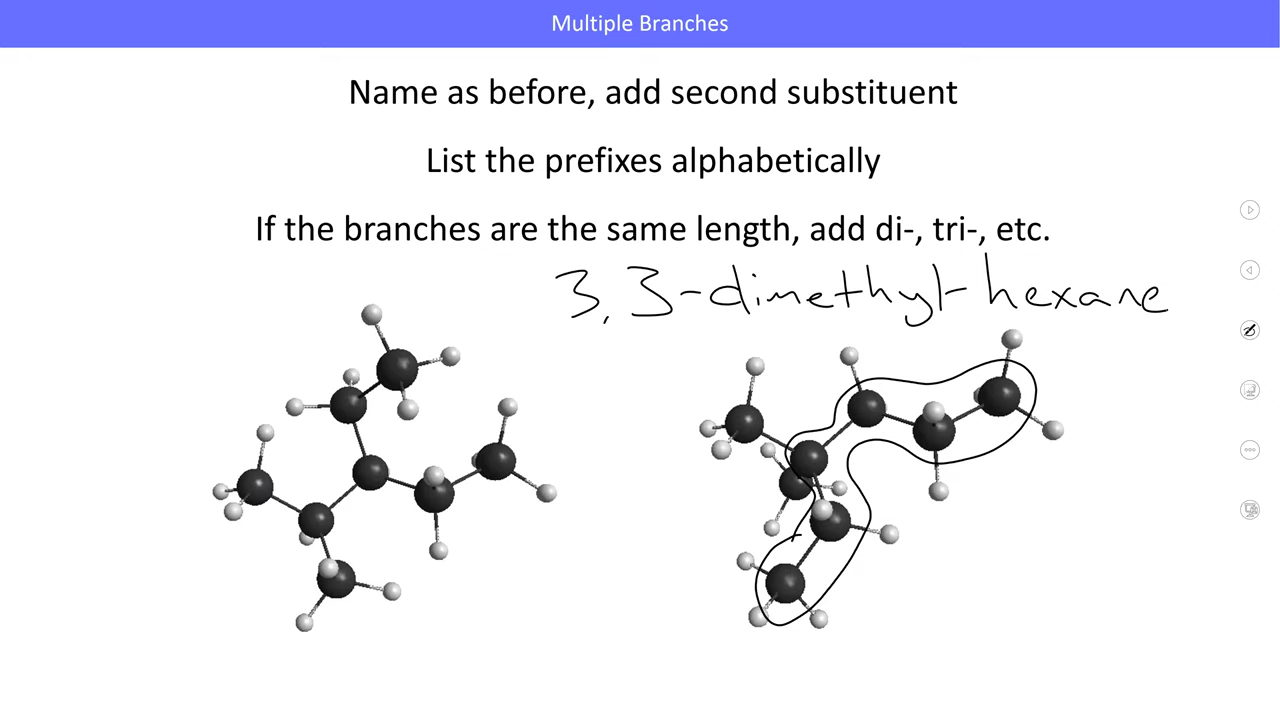 Multiple Branches
Name as before, add second substituent
List the prefixes alphabetically
If the branches are the same length, add di-, tri-, etc.
3,3-dimethyl-hexane